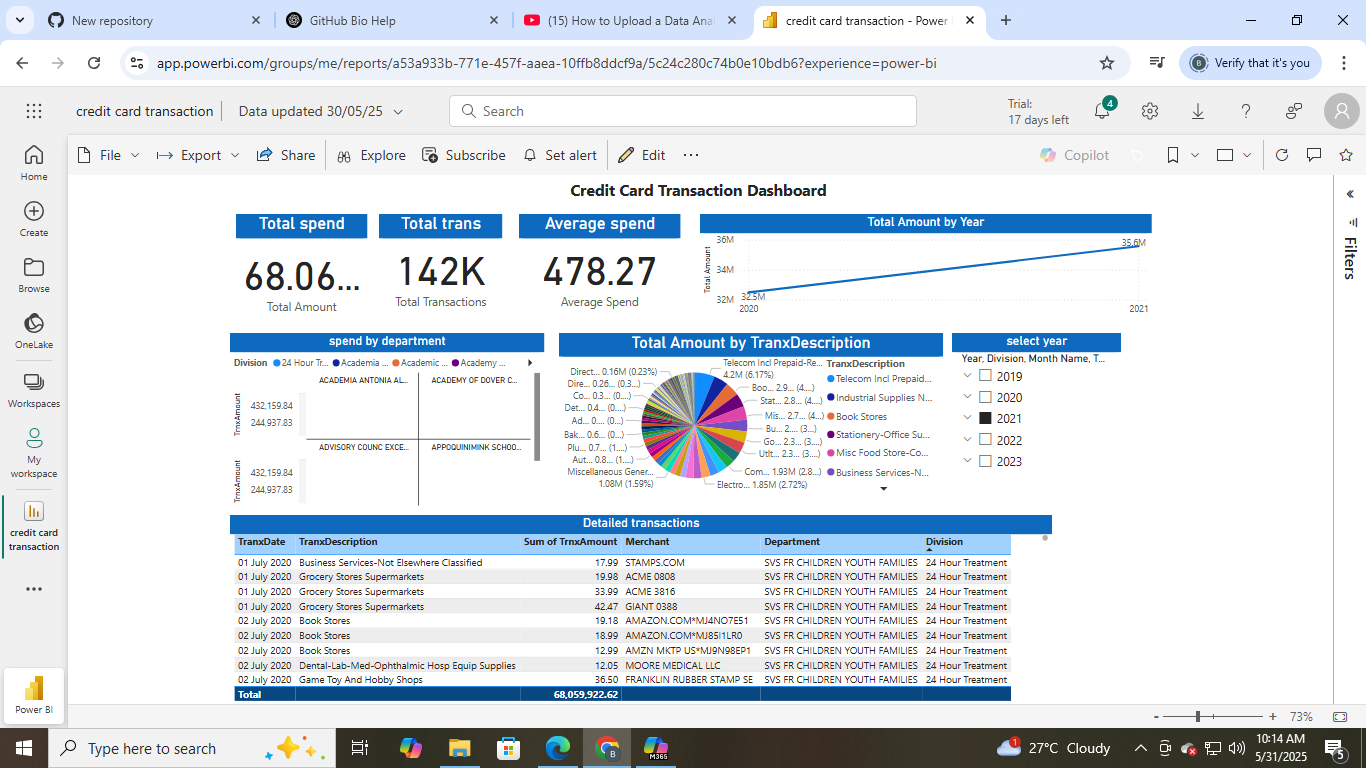 New repository
GitHub Bio Help
(15) How to Upload a Data Anal
credit card transaction - Power
app.powerbi.com/groups/me/reports/a53a933b-771e-457f-aaea-10ffb8ddcf9a/5c24c280c74b0e10bdb6?experience=power-bi
B
Verify that it's you
credit card transaction
Data updated 30/05/25
Search
Trial:
17 days left
4
File
Export
Share
Explore
Subscribe
Set alert
Edit
Copilot
Home
Create
Browse
OneLake
Workspaces
My
workspace
credit card
transaction
Power BI
Filters
Credit Card Transaction Dashboard
Total spend
68.06...
Total Amount
Total trans
142K
Total Transactions
Average spend
478.27
Average Spend
Total Amount by Year
Total Amount
36M
34M
32M
32.5M
35.6M
2020
2021
spend by department
Division
24 Hour Tr...
Academia ...
Academic ...
Academy ...
ACADEMIA ANTONIA AL...
ACADEMY OF DOVER C...
TrnxAmount
432,159.84
244,937.83
ADVISORY COUNC EXCE...
APPOQUINIMINK SCHOO...
TrnxAmount
432,159.84
244,937.83
Total Amount by TranxDescription
Telecom Incl Prepaid-Re...
4.2M (6.17%)
Boo... 2.9... (4....)
Stat... 2.8... (4....)
Mis... 2.7... (4...)
Bu... 2.... (3...)
Go... 2.3... (3....)
Utlt... 2.3... (3....)
Com... 1.93M (2.8...)
Electro... 1.85M (2.72%)
Direct... 0.16M (0.23%)
Dire... 0.26... (0.3...)
Co... 0.3... (0....)
Det... 0.4... (0....)
Ad... 0.... (0...)
Bak... 0.6... (0...)
Plu... 0.7... (1....)
Aut... 0.8... (1....)
Miscellaneous Gener...
1.08M (1.59%)
TranxDescription
Telecom Incl Prepaid...
Industrial Supplies N...
Book Stores
Stationery-Office Su...
Misc Food Store-Co...
Business Services-N...
select year
Year, Division, Month Name, T...
2019
2020
2021
2022
2023
Detailed transactions
TranxDate TranxDescription Sum of TrnxAmount Merchant Department Division
01 July 2020 Business Services-Not Elsewhere Classified 17.99 STAMPS.COM SVS FR CHILDREN YOUTH FAMILIES 24 Hour Treatment
01 July 2020 Grocery Stores Supermarkets 19.98 ACME 0808 SVS FR CHILDREN YOUTH FAMILIES 24 Hour Treatment
01 July 2020 Grocery Stores Supermarkets 33.99 ACME 3816 SVS FR CHILDREN YOUTH FAMILIES 24 Hour Treatment
01 July 2020 Grocery Stores Supermarkets 42.47 GIANT 0388 SVS FR CHILDREN YOUTH FAMILIES 24 Hour Treatment
02 July 2020 Book Stores 19.18 AMAZON.COM*MJ4NO7E51 SVS FR CHILDREN YOUTH FAMILIES 24 Hour Treatment
02 July 2020 Book Stores 18.99 AMAZON.COM*MJ85I1LR0 SVS FR CHILDREN YOUTH FAMILIES 24 Hour Treatment
02 July 2020 Book Stores 12.99 AMZN MKTP US*MJ9N98EP1 SVS FR CHILDREN YOUTH FAMILIES 24 Hour Treatment
02 July 2020 Dental-Lab-Med-Ophthalmic Hosp Equip Supplies 12.05 MOORE MEDICAL LLC SVS FR CHILDREN YOUTH FAMILIES 24 Hour Treatment
02 July 2020 Game Toy And Hobby Shops 36.50 FRANKLIN RUBBER STAMP SE SVS FR CHILDREN YOUTH FAMILIES 24 Hour Treatment
Total 68,059,922.62
- + 73%
Type here to search
B
M365
1
27°C Cloudy
10:14 AM
5/31/2025
5